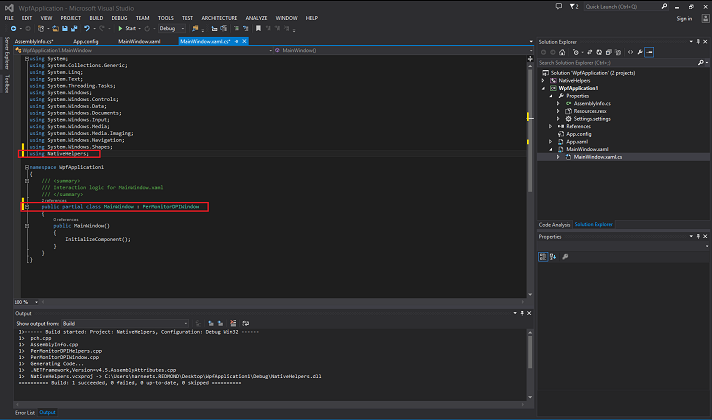 WpfApplication - Microsoft Visual Studio
Quick Launch (Ctrl+Q)
FILE EDIT VIEW PROJECT BUILD DEBUG TEAM TOOLS TEST ARCHITECTURE ANALYZE WINDOW HELP
Sign in
Start Debug
Server Explorer
Toolbox
AssemblyInfo.cs* App.config MainWindow.xaml MainWindow.xaml.cs*
WpfApplication1.MainWindow MainWindow()
using System;
using System.Collections.Generic;
using System.Linq;
using System.Text;
using System.Threading.Tasks;
using System.Windows;
using System.Windows.Controls;
using System.Windows.Data;
using System.Windows.Documents;
using System.Windows.Input;
using System.Windows.Media;
using System.Windows.Media.Imaging;
using System.Windows.Navigation;
using System.Windows.Shapes;
using NativeHelpers;
namespace WpfApplication1
{
/// <summary>
/// Interaction logic for MainWindow.xaml
/// </summary>
2 references
public partial class MainWindow : PerMonitorDPIWindow
{
0 references
public MainWindow()
{
InitializeComponent();
}
}
}
100 %
Output
Show output from: Build
1>------ Build started: Project: NativeHelpers, Configuration: Debug Win32 ------
1> pch.cpp
1> AssemblyInfo.cpp
1> PerMonitorDPIHelpers.cpp
1> PerMonitorDPIWindow.cpp
1> Generating Code...
1> .NETFramework,Version=v4.5.AssemblyAttributes.cpp
1> NativeHelpers.vcxproj -> C:\Users\harneets.REDMOND\Desktop\WpfApplication1\Debug\NativeHelpers.dll
========== Build: 1 succeeded, 0 failed, 0 up-to-date, 0 skipped ==========
Error List Output
Solution Explorer
Search Solution Explorer (Ctrl+;)
Solution 'WpfApplication' (2 projects)
NativeHelpers
WpfApplication1
Properties
AssemblyInfo.cs
Resources.resx
Settings.settings
References
App.config
App.xaml
MainWindow.xaml
MainWindow.xaml.cs
Code Analysis Solution Explorer
Properties